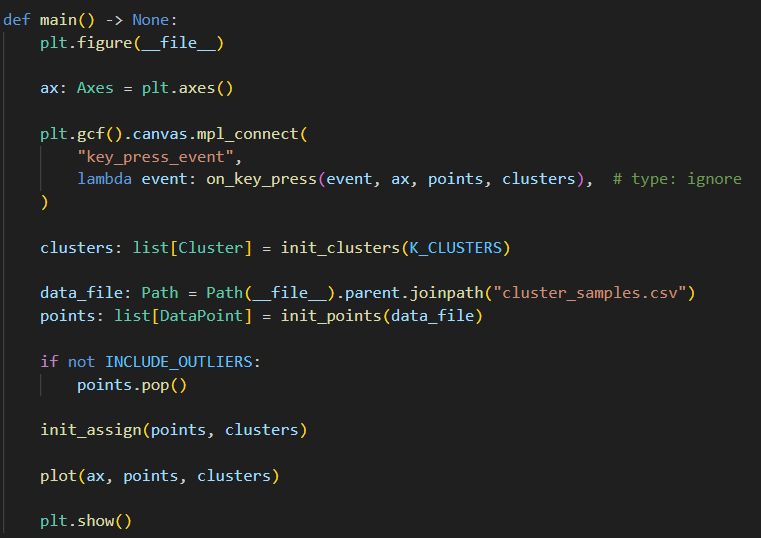 def main() -> None:
    plt.figure(__file__)

    ax: Axes = plt.axes()

    plt.gcf().canvas.mpl_connect(
        "key_press_event",
        lambda event: on_key_press(event, ax, points, clusters),  # type: ignore
    )

    clusters: list[Cluster] = init_clusters(K_CLUSTERS)

    data_file: Path = Path(__file__).parent.joinpath("cluster_samples.csv")
    points: list[DataPoint] = init_points(data_file)

    if not INCLUDE_OUTLIERS:
        points.pop()

    init_assign(points, clusters)

    plot(ax, points, clusters)

    plt.show()